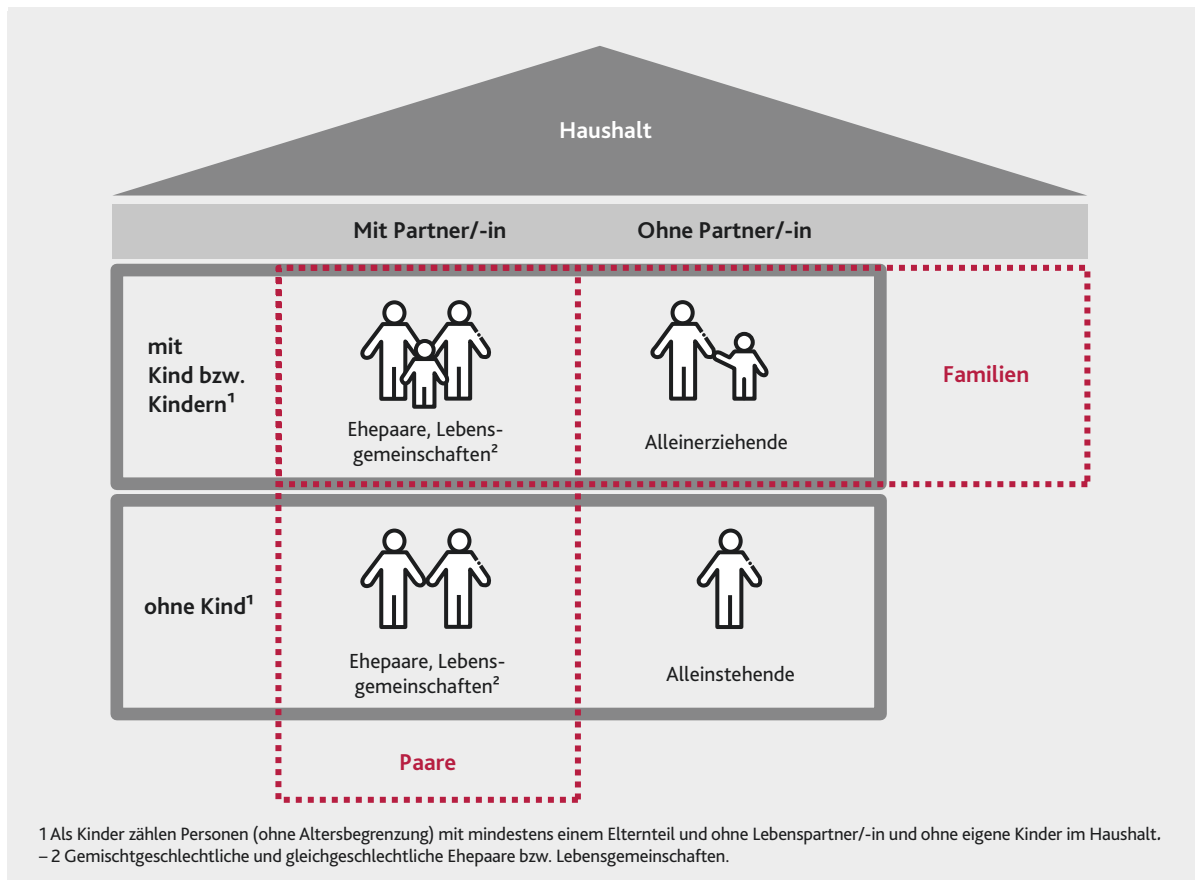 Haushalt
Mit Partner/-in
Ohne Partner/-in
mit
Kind bzw.
Kindern¹
Ehepaare, Lebens-
gemeinschaften²
Alleinerziehende
Familien
ohne Kind¹
Ehepaare, Lebens-
gemeinschaften²
Alleinstehende
Paare
1 Als Kinder zählen Personen (ohne Altersbegrenzung) mit mindestens einem Elternteil und ohne Lebenspartner/-in und ohne eigene Kinder im Haushalt.
– 2 Gemischtgeschlechtliche und gleichgeschlechtliche Ehepaare bzw. Lebensgemeinschaften.